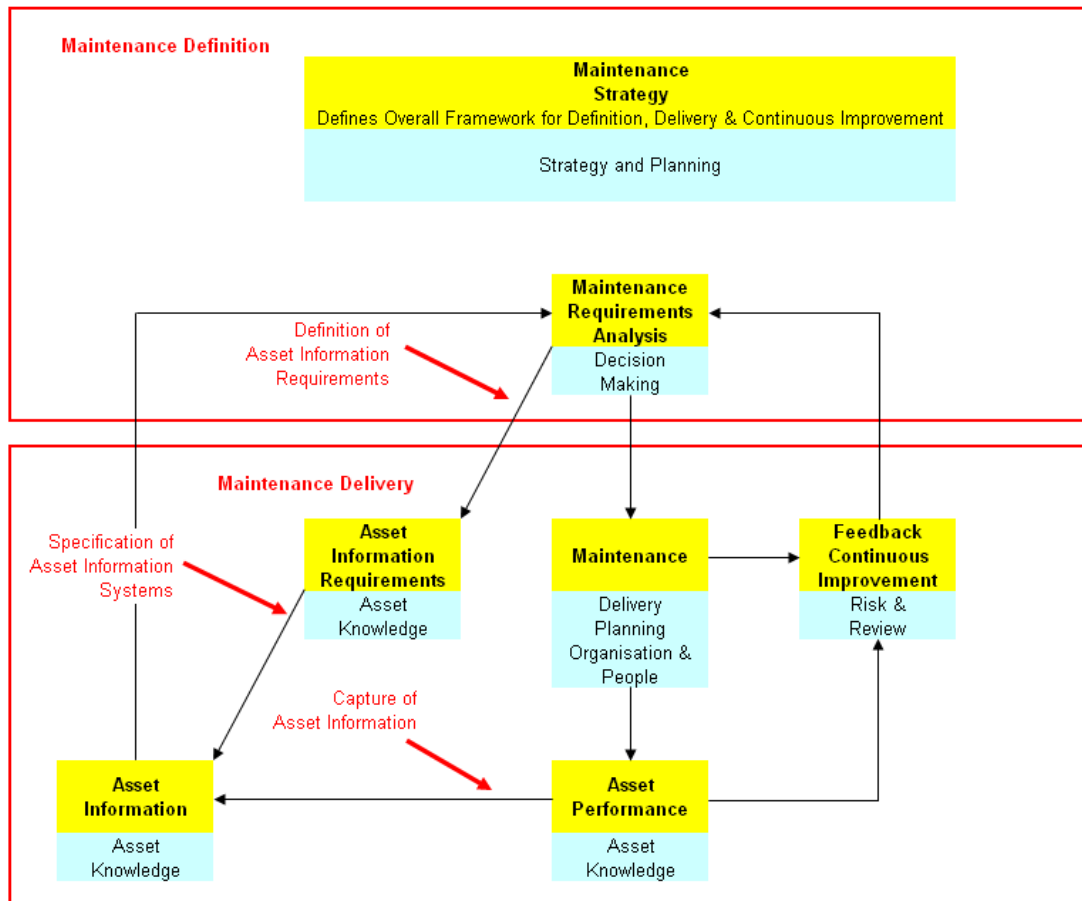 Maintenance Definition
Maintenance
Strategy
Defines Overall Framework for Definition, Delivery & Continuous Improvement
Strategy and Planning
Maintenance
Requirements
Analysis
Decision
Making
Definition of
Asset Information
Requirements
Maintenance Delivery
Specification of
Asset Information
Systems
Asset
Information
Requirements
Asset
Knowledge
Maintenance
Delivery
Planning
Organisation &
People
Feedback
Continuous
Improvement
Risk &
Review
Capture of
Asset Information
Asset
Information
Asset
Knowledge
Asset
Performance
Asset
Knowledge